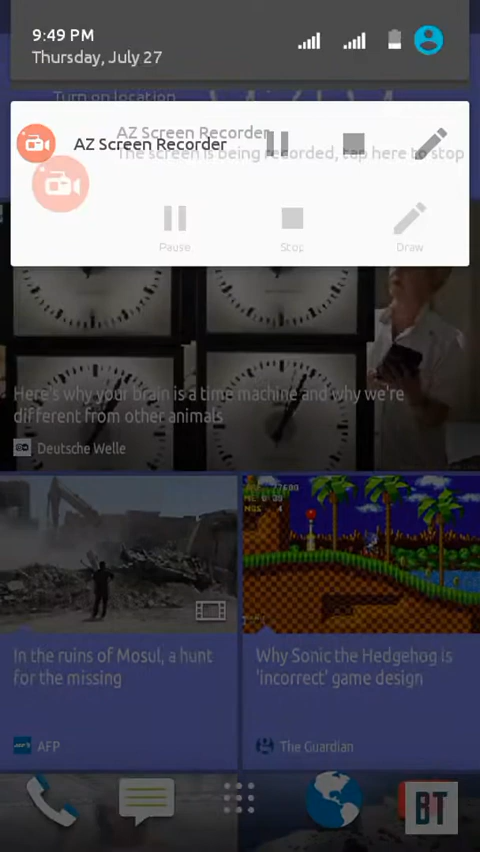 9:49 PM
Thursday, July 27
Turn on location
AZ Screen Recorder
AZ Screen Recorder
The screen is being recorded, tap here to stop
Pause
Stop
Draw
Here's why your brain is a time machine and why we're
different from other animals
Deutsche Welle
In the ruins of Mosul, a hunt
for the missing
AFP
Why Sonic the Hedgehog is
'incorrect' game design
The Guardian
BT